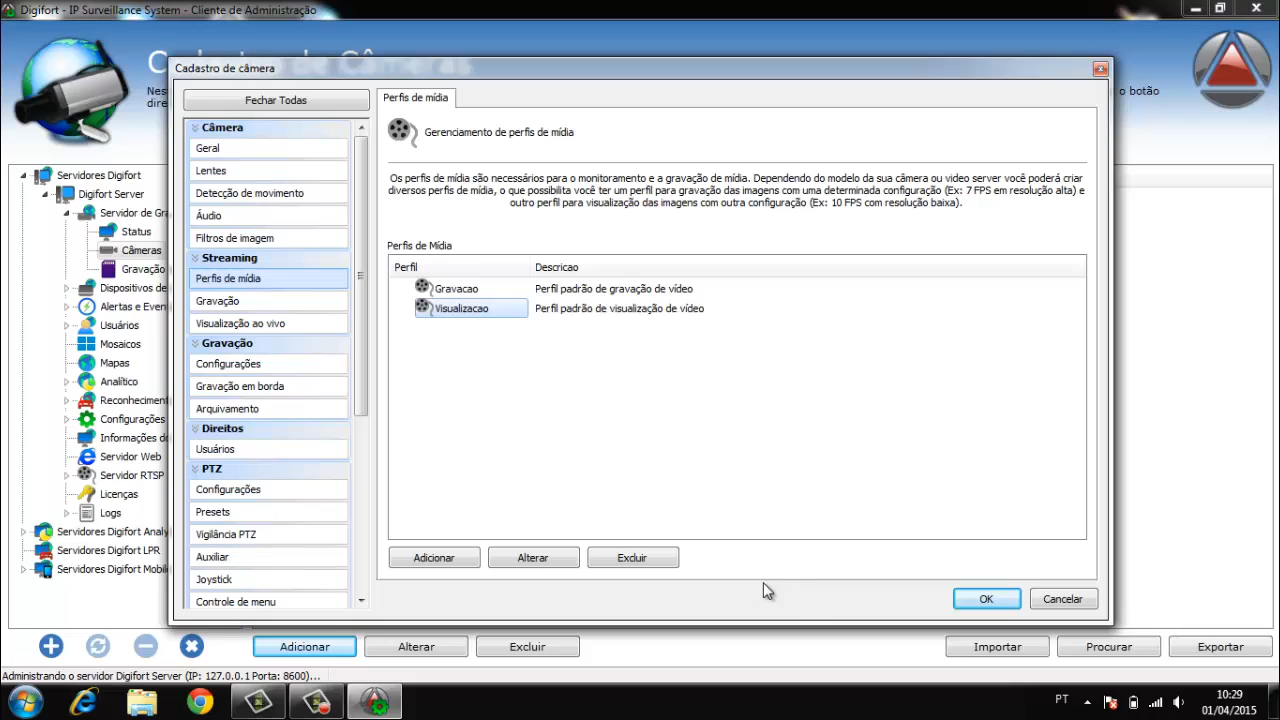 Digifort - IP Surveillance System - Cliente de Administração
Cadastro de câmera
Fechar Todas
Câmera
Geral
Lentes
Detecção de movimento
Áudio
Filtros de imagem
Streaming
Perfis de mídia
Gravação
Visualização ao vivo
Gravação
Configurações
Gravação em borda
Arquivamento
Direitos
Usuários
PTZ
Configurações
Presets
Vigilância PTZ
Auxiliar
Joystick
Controle de menu
Perfis de mídia
Gerenciamento de perfis de mídia
Os perfis de mídia são necessários para o monitoramento e a gravação de mídia. Dependendo do modelo da sua câmera ou video server você poderá criar
diversos perfis de mídia, o que possibilita você ter um perfil para gravação das imagens com uma determinada configuração (Ex: 7 FPS em resolução alta) e
outro perfil para visualização das imagens com outra configuração (Ex: 10 FPS com resolução baixa).
Perfis de Mídia
Perfil Descricao
Gravacao Perfil padrão de gravação de vídeo
Visualizacao Perfil padrão de visualização de vídeo
Adicionar Alterar Excluir
OK Cancelar
Nes
dire
o botão
Servidores Digifort
Digifort Server
Servidor de Gra
Status
Câmeras
Gravação
Dispositivos de
Alertas e Even
Usuários
Mosaicos
Mapas
Analítico
Reconhecimento
Configurações
Informações do
Servidor Web
Servidor RTSP
Licenças
Logs
Servidores Digifort Analy
Servidores Digifort LPR
Servidores Digifort Mobile
Adicionar Alterar Excluir Importar Procurar Exportar
Administrando o servidor Digifort Server (IP: 127.0.0.1 Porta: 8600)...
PT
10:29
01/04/2015